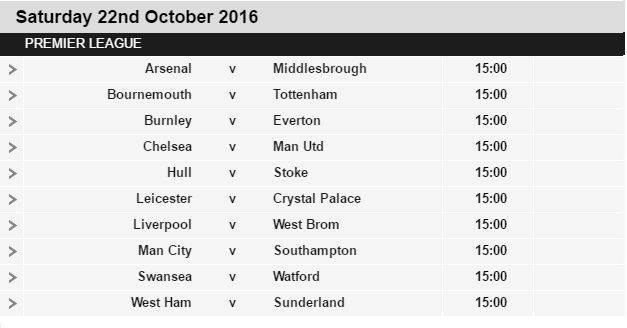 Saturday 22nd October 2016
PREMIER LEAGUE
Arsenal v Middlesbrough 15:00
Bournemouth v Tottenham 15:00
Burnley v Everton 15:00
Chelsea v Man Utd 15:00
Hull v Stoke 15:00
Leicester v Crystal Palace 15:00
Liverpool v West Brom 15:00
Man City v Southampton 15:00
Swansea v Watford 15:00
West Ham v Sunderland 15:00